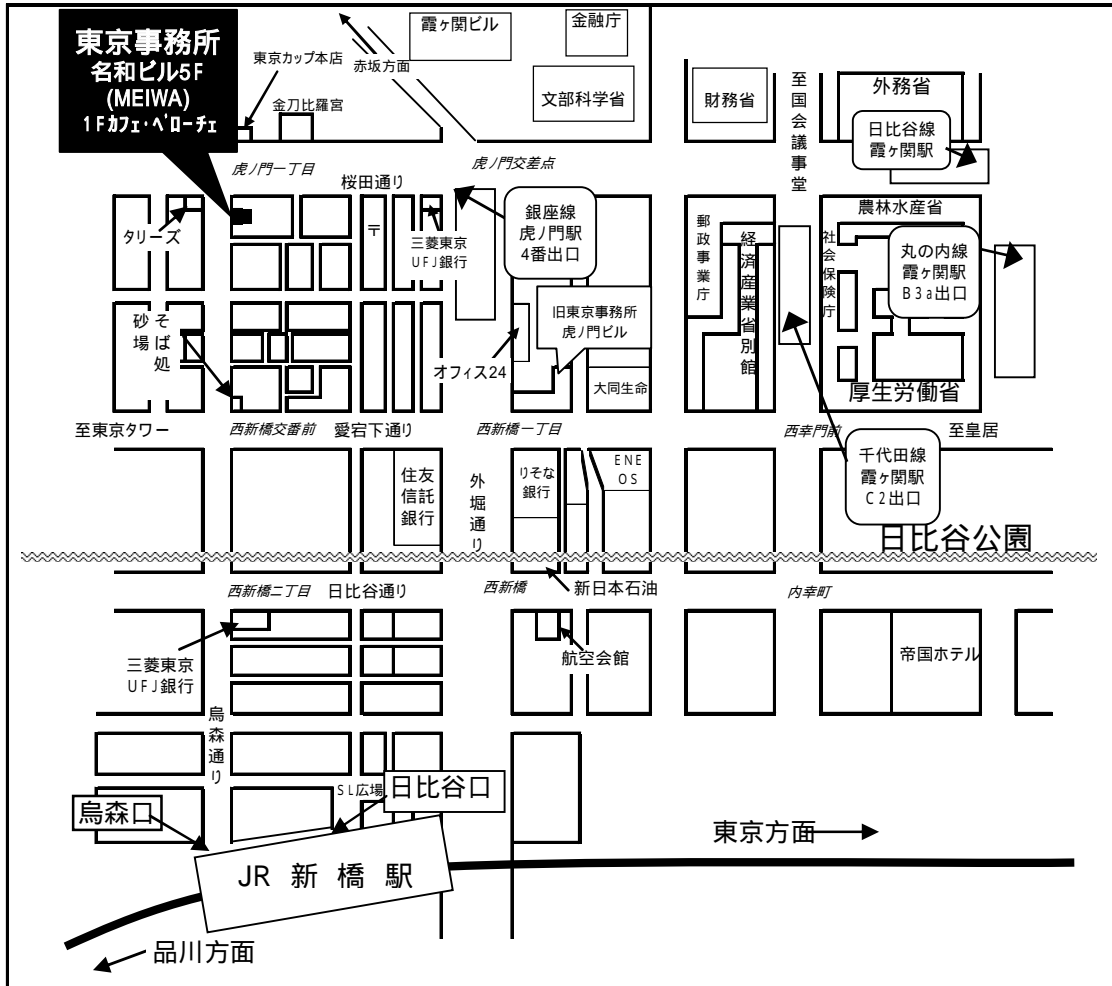 東京事務所
名和ビル5F
(MEIWA)
1Fカフェ・ベローチェ
東京カップ本店
赤坂方面
霞ヶ関ビル
金融庁
文部科学省
財務省
至国会議事堂
外務省
日比谷線
霞ヶ関駅
金刀比羅宮
虎ノ門一丁目
虎ノ門交差点
桜田通り
タリーズ
〒
三菱東京
UFJ銀行
銀座線
虎ノ門駅
4番出口
郵政事業庁
経済産業省別館
社会保険庁
農林水産省
丸の内線
霞ヶ関駅
B3a出口
そば処
砂場
旧東京事務所
虎ノ門ビル
オフィス24
大同生命
厚生労働省
至東京タワー
西新橋交番前
愛宕下通り
西新橋一丁目
西幸門前
至皇居
千代田線
霞ヶ関駅
C2出口
住友
信託
銀行
外堀通り
りそな
銀行
ENE
OS
日比谷公園
西新橋二丁目
日比谷通り
西新橋
新日本石油
内幸町
三菱東京
UFJ銀行
航空会館
帝国ホテル
烏森通り
SL広場
日比谷口
烏森口
東京方面
JR 新橋駅
品川方面